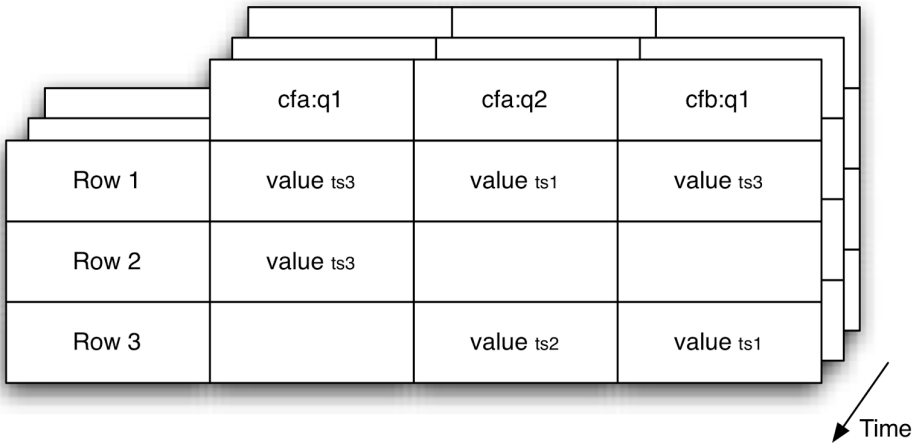 cfa:q1 cfa:q2 cfb:q1
Row 1 value ts3 value ts1 value ts3
Row 2 value ts3
Row 3 value ts2 value ts1
Time